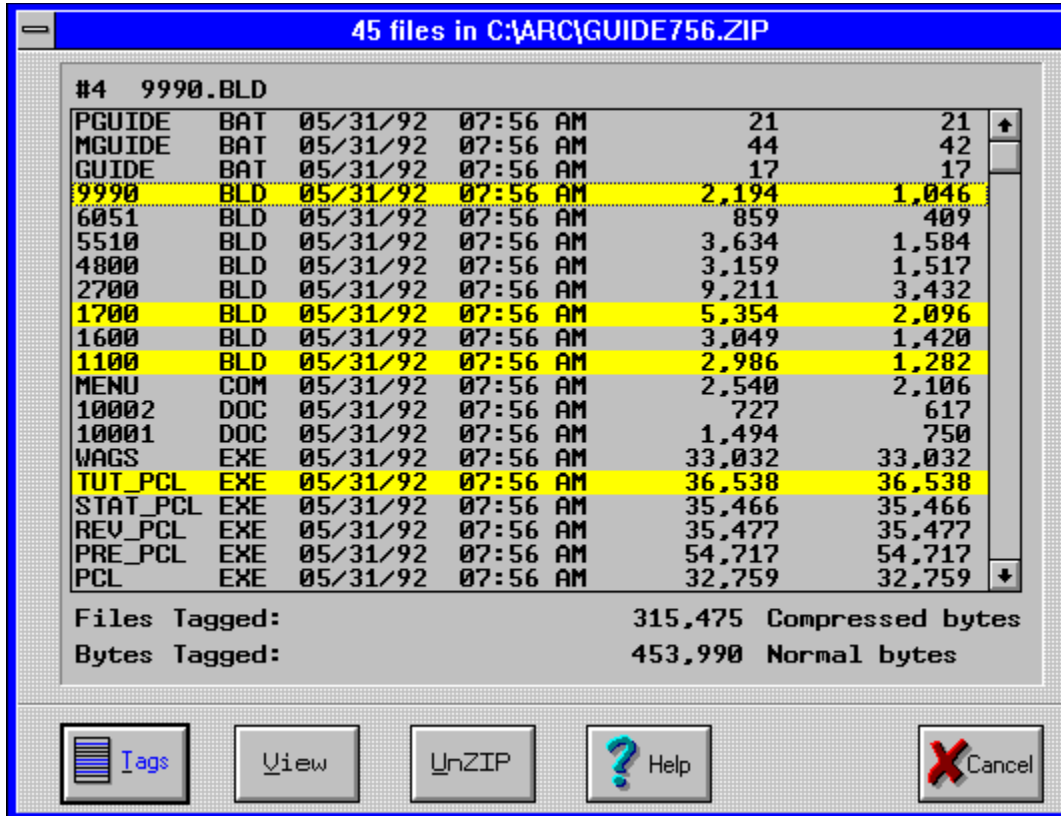 45 files in C:\ARC\GUIDE756.ZIP
#4 9990.BLD
PGUIDE BAT 05/31/92 07:56 AM 21 21
MGUIDE BAT 05/31/92 07:56 AM 44 42
GUIDE BAT 05/31/92 07:56 AM 17 17
9990 BLD 05/31/92 07:56 AM 2,194 1,046
6051 BLD 05/31/92 07:56 AM 859 409
5510 BLD 05/31/92 07:56 AM 3,634 1,584
4800 BLD 05/31/92 07:56 AM 3,159 1,517
2700 BLD 05/31/92 07:56 AM 9,211 3,432
1700 BLD 05/31/92 07:56 AM 5,354 2,096
1600 BLD 05/31/92 07:56 AM 3,049 1,420
1100 BLD 05/31/92 07:56 AM 2,986 1,282
MENU COM 05/31/92 07:56 AM 2,540 2,106
10002 DOC 05/31/92 07:56 AM 727 617
10001 DOC 05/31/92 07:56 AM 1,494 750
WAGS EXE 05/31/92 07:56 AM 33,032 33,032
TUT_PCL EXE 05/31/92 07:56 AM 36,538 36,538
STAT_PCL EXE 05/31/92 07:56 AM 35,466 35,466
REV_PCL EXE 05/31/92 07:56 AM 35,477 35,477
PRE_PCL EXE 05/31/92 07:56 AM 54,717 54,717
PCL EXE 05/31/92 07:56 AM 32,759 32,759
Files Tagged: 315,475 Compressed bytes
Bytes Tagged: 453,990 Normal bytes
Tags View UnZIP Help Cancel